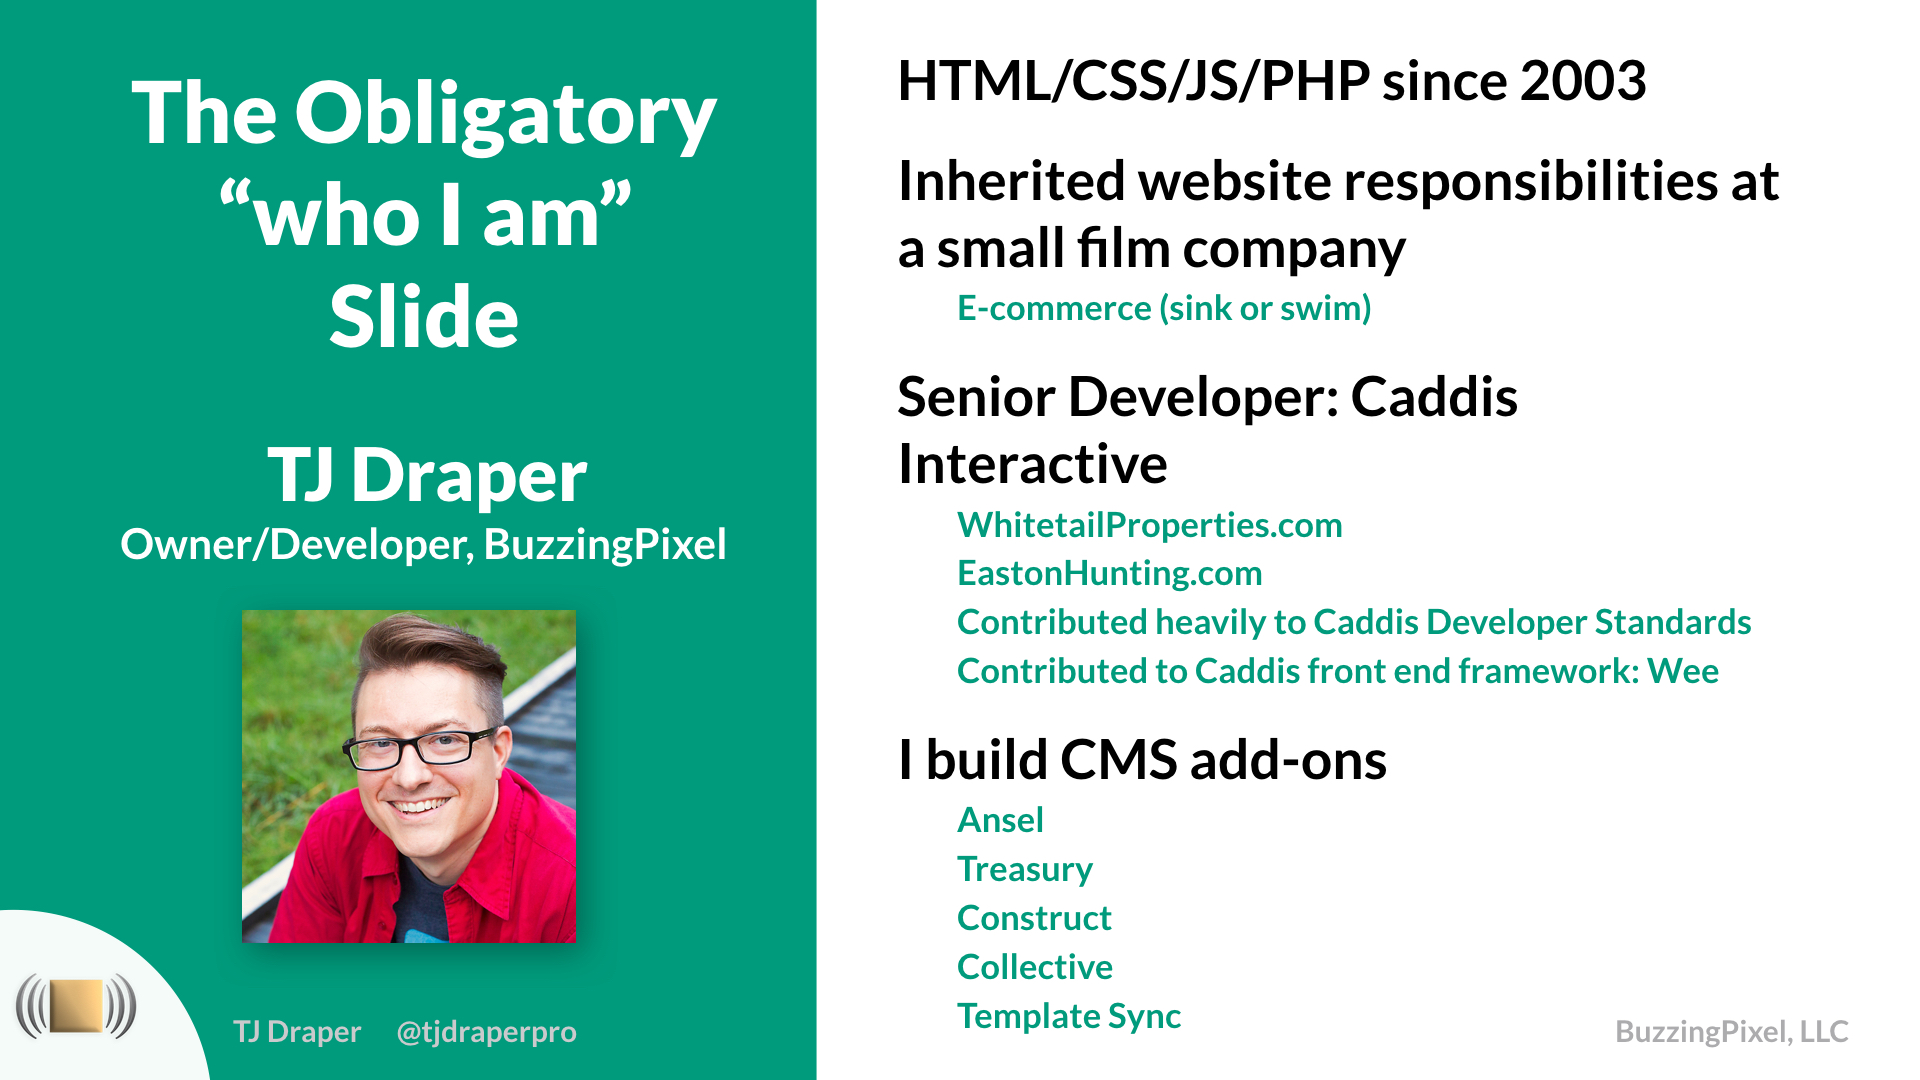 The Obligatory
“who I am”
Slide
TJ Draper
Owner/Developer, BuzzingPixel
TJ Draper @tjdraperpro
HTML/CSS/JS/PHP since 2003
Inherited website responsibilities at
a small film company
E-commerce (sink or swim)
Senior Developer: Caddis
Interactive
WhitetailProperties.com
EastonHunting.com
Contributed heavily to Caddis Developer Standards
Contributed to Caddis front end framework: Wee
I build CMS add-ons
Ansel
Treasury
Construct
Collective
Template Sync
BuzzingPixel, LLC